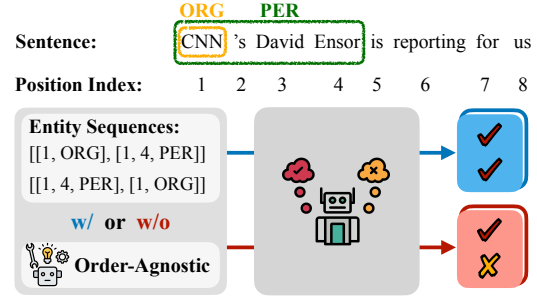 ORG PER
Sentence: CNN 's David Ensor is reporting for us
Position Index: 1 2 3 4 5 6 7 8
Entity Sequences:
[[1, ORG], [1, 4, PER]]
[[1, 4, PER], [1, ORG]]
w/ or w/o
Order-Agnostic